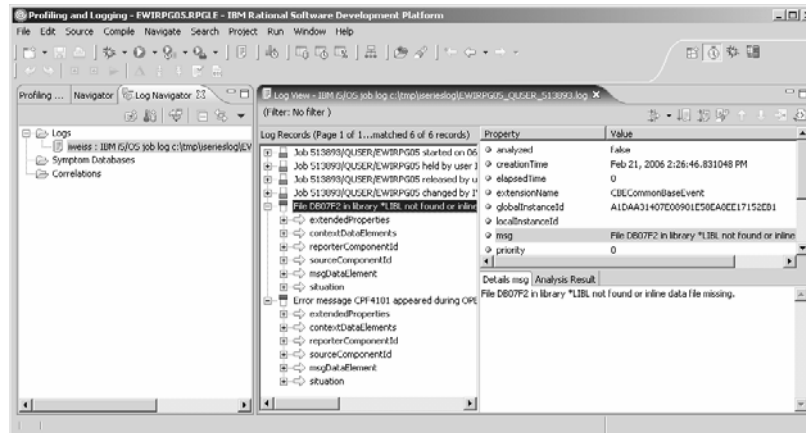 Profiling and Logging - EWIRPG05.RPGLE - IBM Rational Software Development Platform
File Edit Source Compile Navigate Search Project Run Window Help
Profiling ... Navigator Log Navigator
Logs
iweiss : IBM i5/OS job log c:\tmp\iserieslog\EV
Symptom Databases
Correlations
Log View - IBM i5/OS job log c:\tmp\iserieslog\EWIRPG05_QUSER_513893.log
(Filter: No filter )
Log Records (Page 1 of 1...matched 6 of 6 records)
Job 513893/QUSER/EWIRPG05 started on 06
Job 513893/QUSER/EWIRPG05 held by user
Job 513893/QUSER/EWIRPG05 released by u
Job 513893/QUSER/EWIRPG05 changed by
File DB07F2 in library *LIBL not found or inline
extendedProperties
contextDataElements
reporterComponentId
sourceComponentId
msgDataElement
situation
Error message CPF4101 appeared during OPE
extendedProperties
contextDataElements
reporterComponentId
sourceComponentId
msgDataElement
situation
Property Value
analyzed false
creationTime Feb 21, 2006 2:26:46.831048 PM
elapsedTime 0
extensionName CBECommonBaseEvent
globalInstanceId
localInstanceId
msg File DB07F2 in library *LIBL not found or inline
priority 0
Details msg Analysis Result
File DB07F2 in library *LIBL not found or inline data file missing.